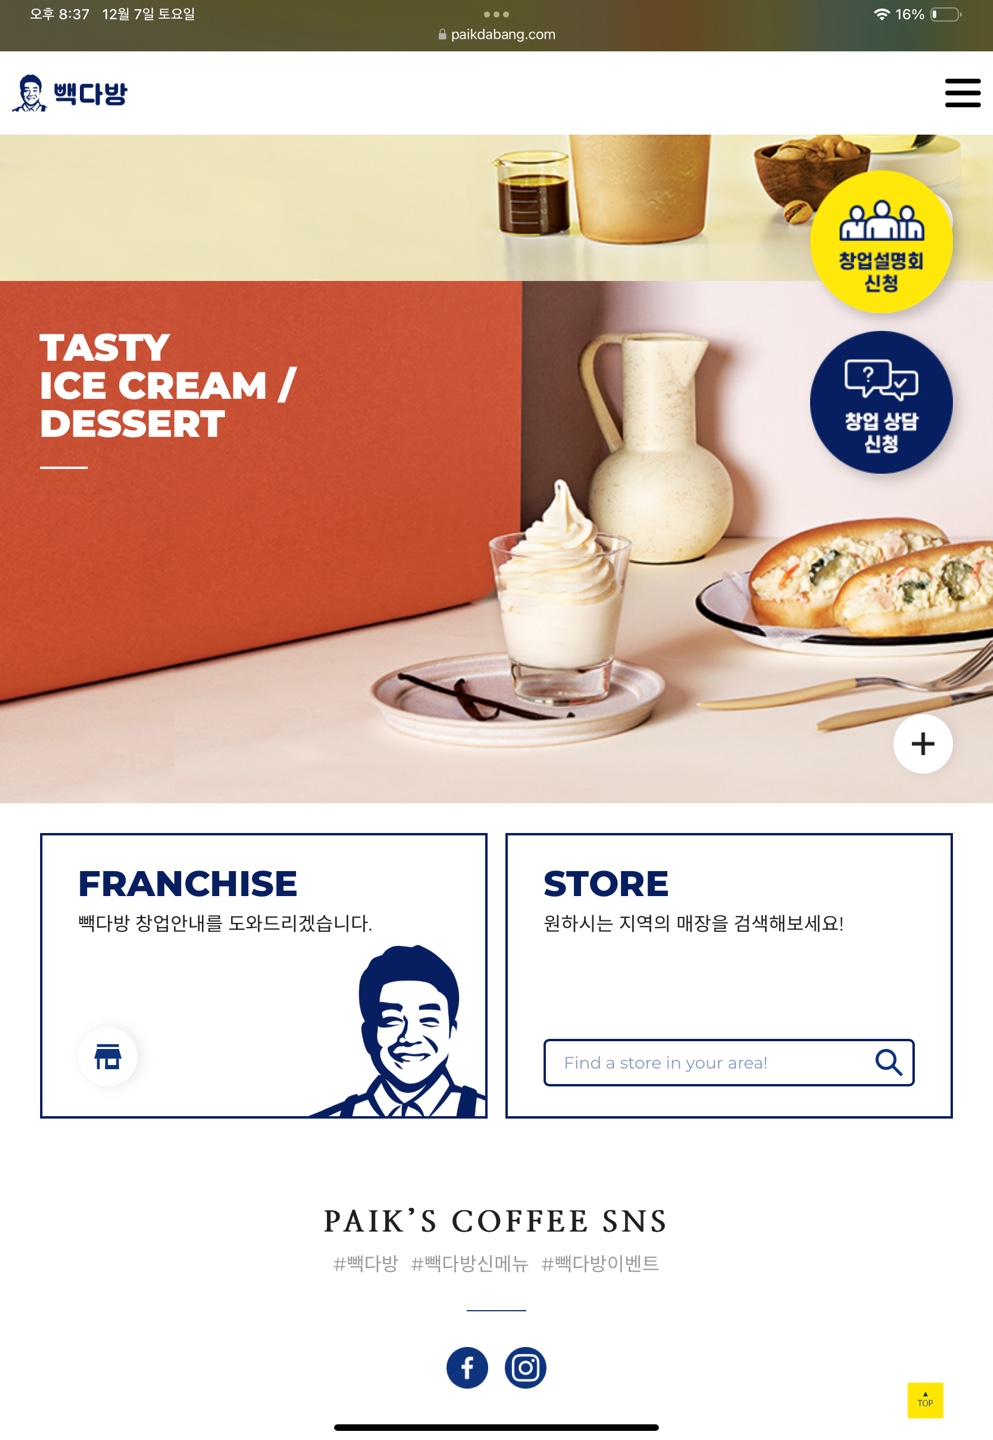 오후 8:37 12월 7일 토요일
16%
paikdabang.com
빽다방
창업설명회
신청
TASTY
ICE CREAM /
DESSERT
?
창업 상담
신청
FRANCHISE
빽다방 창업안내를 도와드리겠습니다.
STORE
원하시는 지역의 매장을 검색해보세요!
Find a store in your area!
PAIK'S COFFEE SNS
#빽다방 #빽다방신메뉴 #빽다방이벤트
TOP